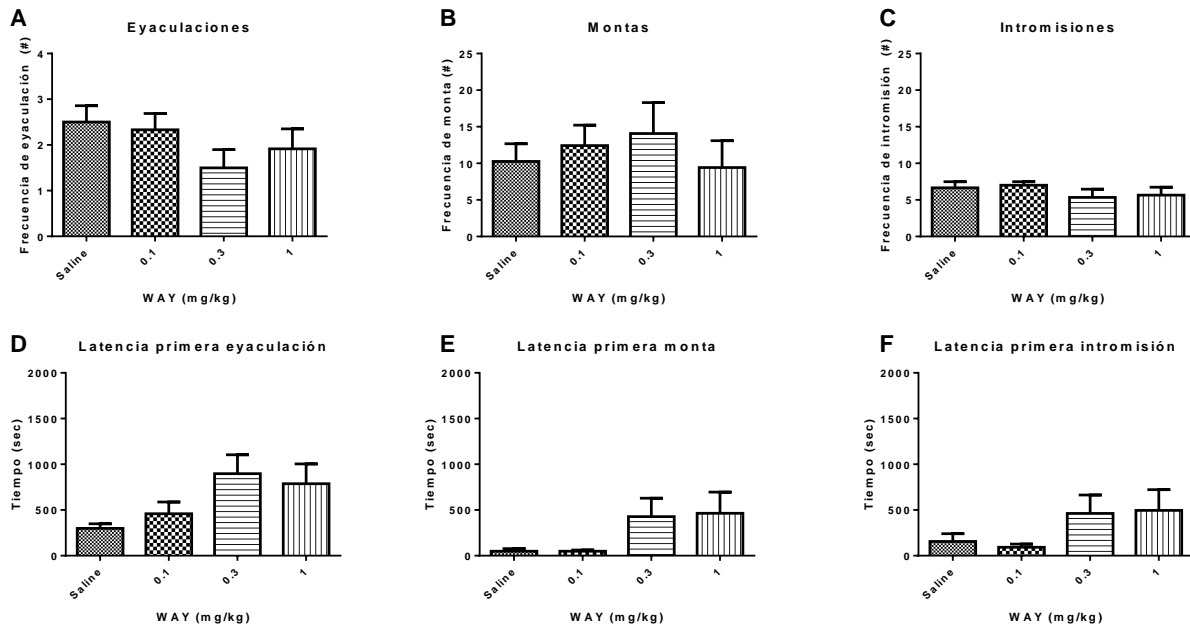 A
Eyaculaciones
Frecuencia de eyaculación (#)
4
3
2
1
0
Saline
0.1
0.3
1
WAY (mg/kg)
B
Montas
Frecuencia de monta (#)
25
20
15
10
5
0
Saline
0.1
0.3
1
WAY (mg/kg)
C
Intromisiones
Frecuencia de intromisión (#)
25
20
15
10
5
0
Saline
0.1
0.3
1
WAY (mg/kg)
D
Latencia primera eyaculación
Tiempo (sec)
2000
1500
1000
500
0
Saline
0.1
0.3
1
WAY (mg/kg)
E
Latencia primera monta
Tiempo (sec)
2000
1500
1000
500
0
Saline
0.1
0.3
1
WAY (mg/kg)
F
Latencia primera intromisión
Tiempo (sec)
2000
1500
1000
500
0
Saline
0.1
0.3
1
WAY (mg/kg)